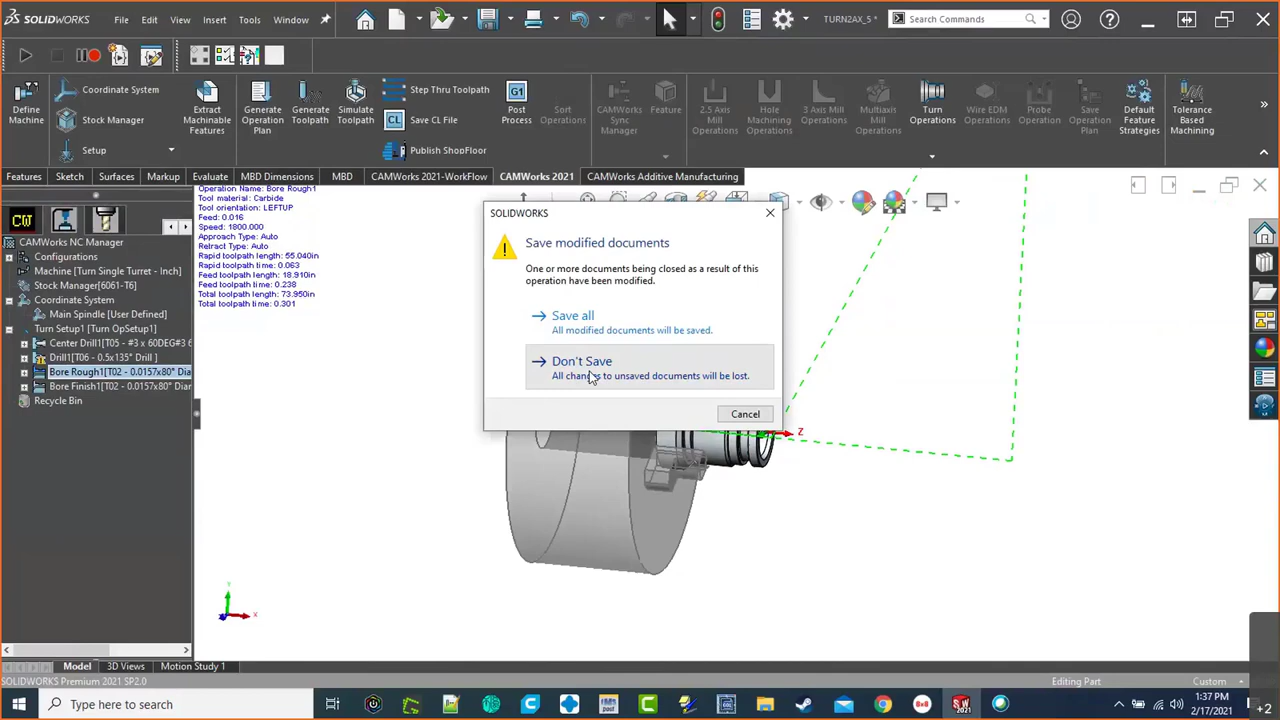 SOLIDWORKS
File Edit View Insert Tools Window
TURN2AX_5
Search Commands
Define Machine
Coordinate System
Stock Manager
Setup
Extract Machinable Features
Generate Operation Plan
Generate Toolpath
Simulate Toolpath
Step Thru Toolpath
Save CL File
Publish ShopFloor
G1
CL
Post Process
Sort Operations
CAMWorks Sync Manager
Feature
2.5 Axis Mill Operations
Hole Machining Operations
3 Axis Mill Operations
Multiaxis Mill Operations
Turn Operations
Wire EDM Operations
Probe Operations
Save Operation Plan
Default Feature Strategies
Tolerance Based Machining
Features Sketch Surfaces Markup Evaluate MBD Dimensions MBD CAMWorks 2021-WorkFlow CAMWorks 2021 CAMWorks Additive Manufacturing
CW
CAMWorks NC Manager
Configurations
Machine [Turn Single Turret - Inch]
Stock Manager[6061-T6]
Coordinate System
Main Spindle [User Defined]
Turn Setup1 [Turn OpSetup1]
Center Drill1[T05 - #3 x 60DEG
Drill1[T06 - 0.5x135° Drill ]
Bore Rough1[T02 - 0.0157x80° Dia
Bore Finish1[T02 - 0.0157x80° Dia
Recycle Bin
Operation Name: Bore Rough1
Tool material: Carbide
Tool orientation: LEFTUP
Feed: 0.016
Speed: 1800.000
Approach Type: Auto
Retract Type: Auto
Rapid toolpath length: 55.040in
Rapid toolpath time: 0.063
Feed toolpath length: 18.910in
Feed toolpath time: 0.238
Total toolpath length: 73.950in
Total toolpath time: 0.301
SOLIDWORKS
Save modified documents
One or more documents being closed as a result of this
operation have been modified.
Save all
All modified documents will be saved.
Don't Save
All changes to unsaved documents will be lost.
Cancel
Z
Y
X
Model 3D Views Motion Study 1
SOLIDWORKS Premium 2021 SP2.0
Editing Part
Custom
Type here to search
SW
2021
1:37 PM
2/17/2021
+2